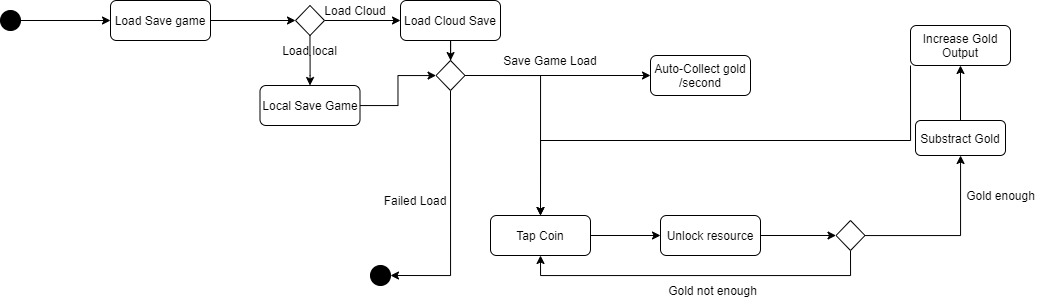 Load Save game
Load Cloud
Load Cloud Save
Load local
Local Save Game
Save Game Load
Auto-Collect gold
/second
Increase Gold
Output
Substract Gold
Failed Load
Gold enough
Tap Coin
Unlock resource
Gold not enough